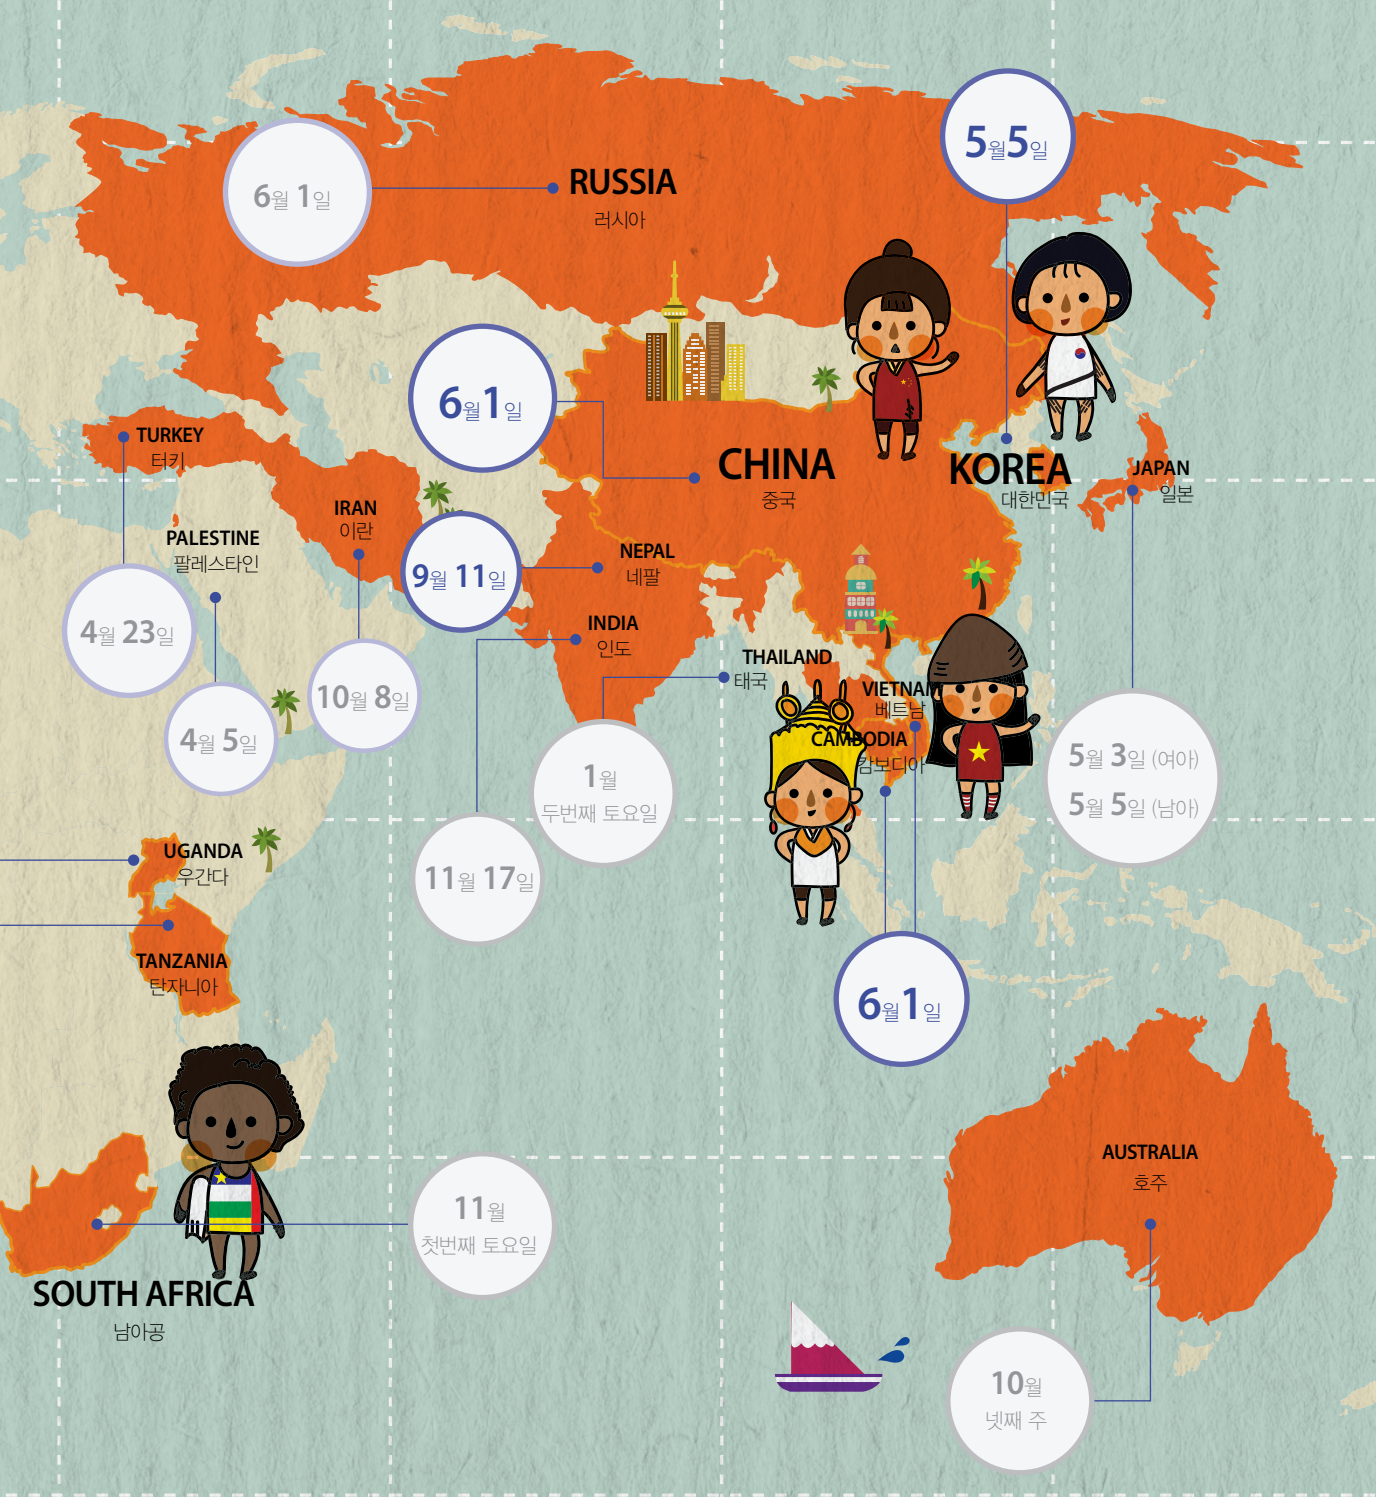 5월5일
6월 1일
RUSSIA
러시아
6월1일
TURKEY
터키
CHINA
중국
KOREA
대한민국
JAPAN
일본
IRAN
이란
PALESTINE
팔레스타인
9월 11일
NEPAL
네팔
4월 23일
INDIA
인도
THAILAND
태국
10월 8일
VIETNAM
베트남
4월 5일
CAMBODIA
캄보디아
5월 3일 (여아)
5월 5일 (남아)
1월
두번째 토요일
UGANDA
우간다
11월 17일
TANZANIA
탄자니아
6월1일
AUSTRALIA
호주
11월
첫번째 토요일
SOUTH AFRICA
남아공
10월
넷째 주